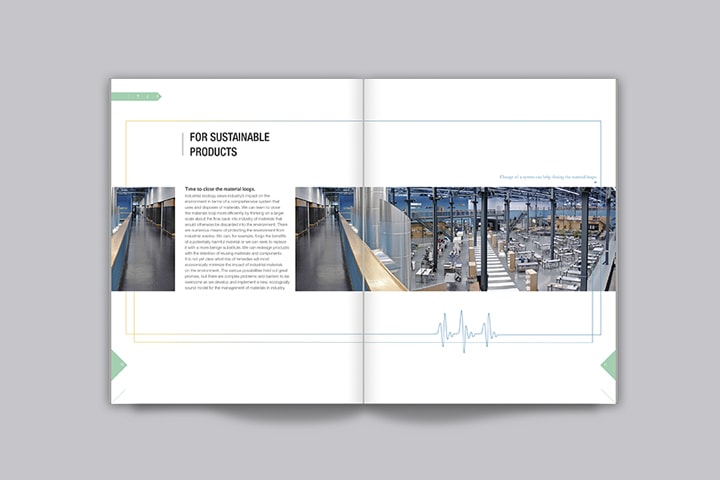 FOR SUSTAINABLE
PRODUCTS
Change of a system can help closing the material loops.
Time to close the material loops.
Industrial ecology views industry's impact on the
environment in terms of a comprehensive system that
uses and disposes of materials. We can learn to close
the materials loop more efficiently by thinking on a larger
scale about the flow back into industry of materials that
would otherwise be discarded into the environment. There
are numerous means of protecting the environment from
industrial wastes. We can, for example, forgo the benefits
of a potentially harmful material or we can seek to replace
it with a more benign substitute. We can redesign products
with the intention of reusing materials and components.
It is not yet clear what mix of remedies will most
economically minimize the impact of industrial materials
on the environment. The various possibilities hold out great
promise, but there are complex problems and barriers to be
overcome as we develop and implement a new, ecologically
sound model for the management of materials in industry.